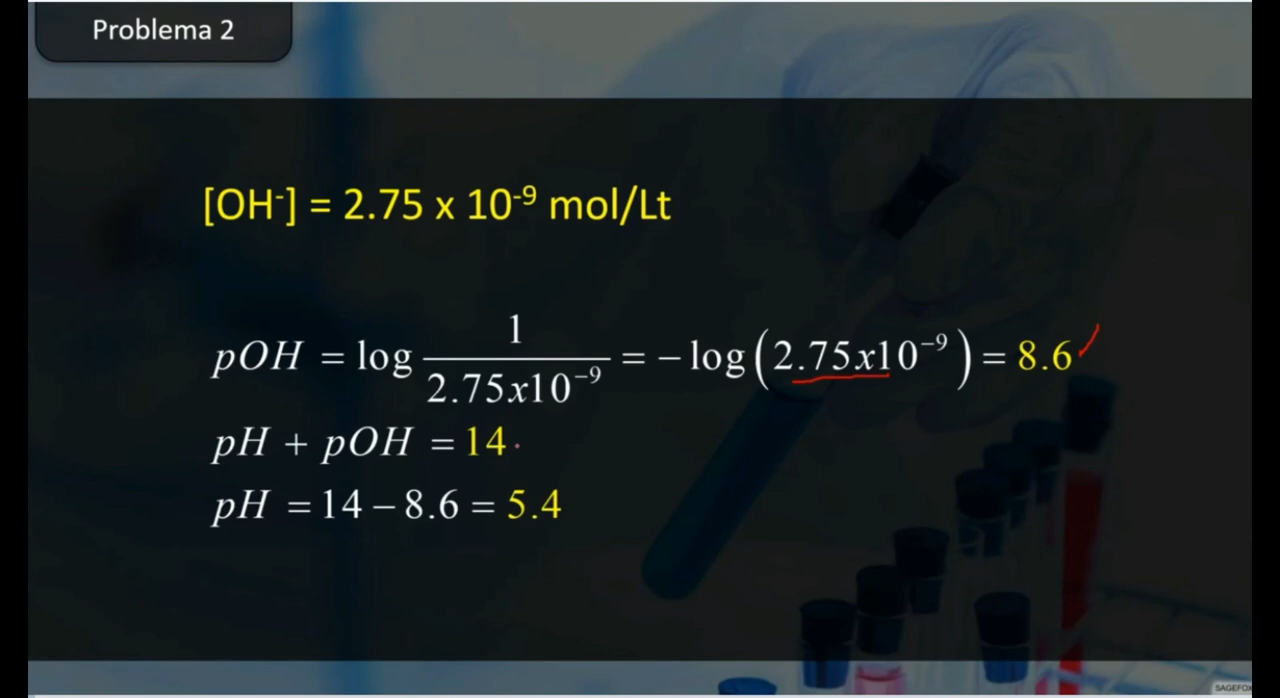 Problema 2
[OH⁻] = 2.75 x 10⁻⁹ mol/Lt
pOH = log 1/2.75x10⁻⁹ = −log(2.75x10⁻⁹) = 8.6
pH + pOH = 14
pH = 14 − 8.6 = 5.4
SAGEFOX